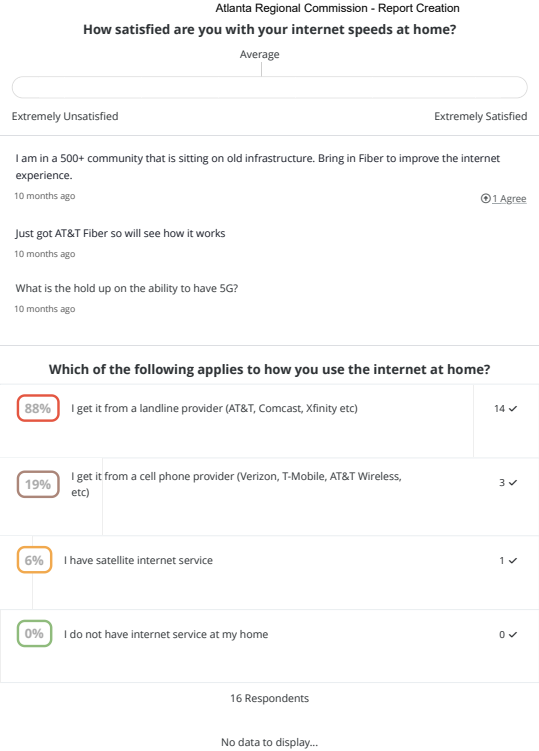 Atlanta Regional Commission - Report Creation
How satisfied are you with your internet speeds at home?
Average
Extremely Unsatisfied Extremely Satisfied
I am in a 500+ community that is sitting on old infrastructure. Bring in Fiber to improve the internet
experience.
10 months ago
1 Agree
Just got AT&T Fiber so will see how it works
10 months ago
What is the hold up on the ability to have 5G?
10 months ago
Which of the following applies to how you use the internet at home?
88% I get it from a landline provider (AT&T, Comcast, Xfinity etc) 14 ✓
19% I get it from a cell phone provider (Verizon, T-Mobile, AT&T Wireless,
etc) 3 ✓
6% I have satellite internet service 1 ✓
0% I do not have internet service at my home 0 ✓
16 Respondents
No data to display...